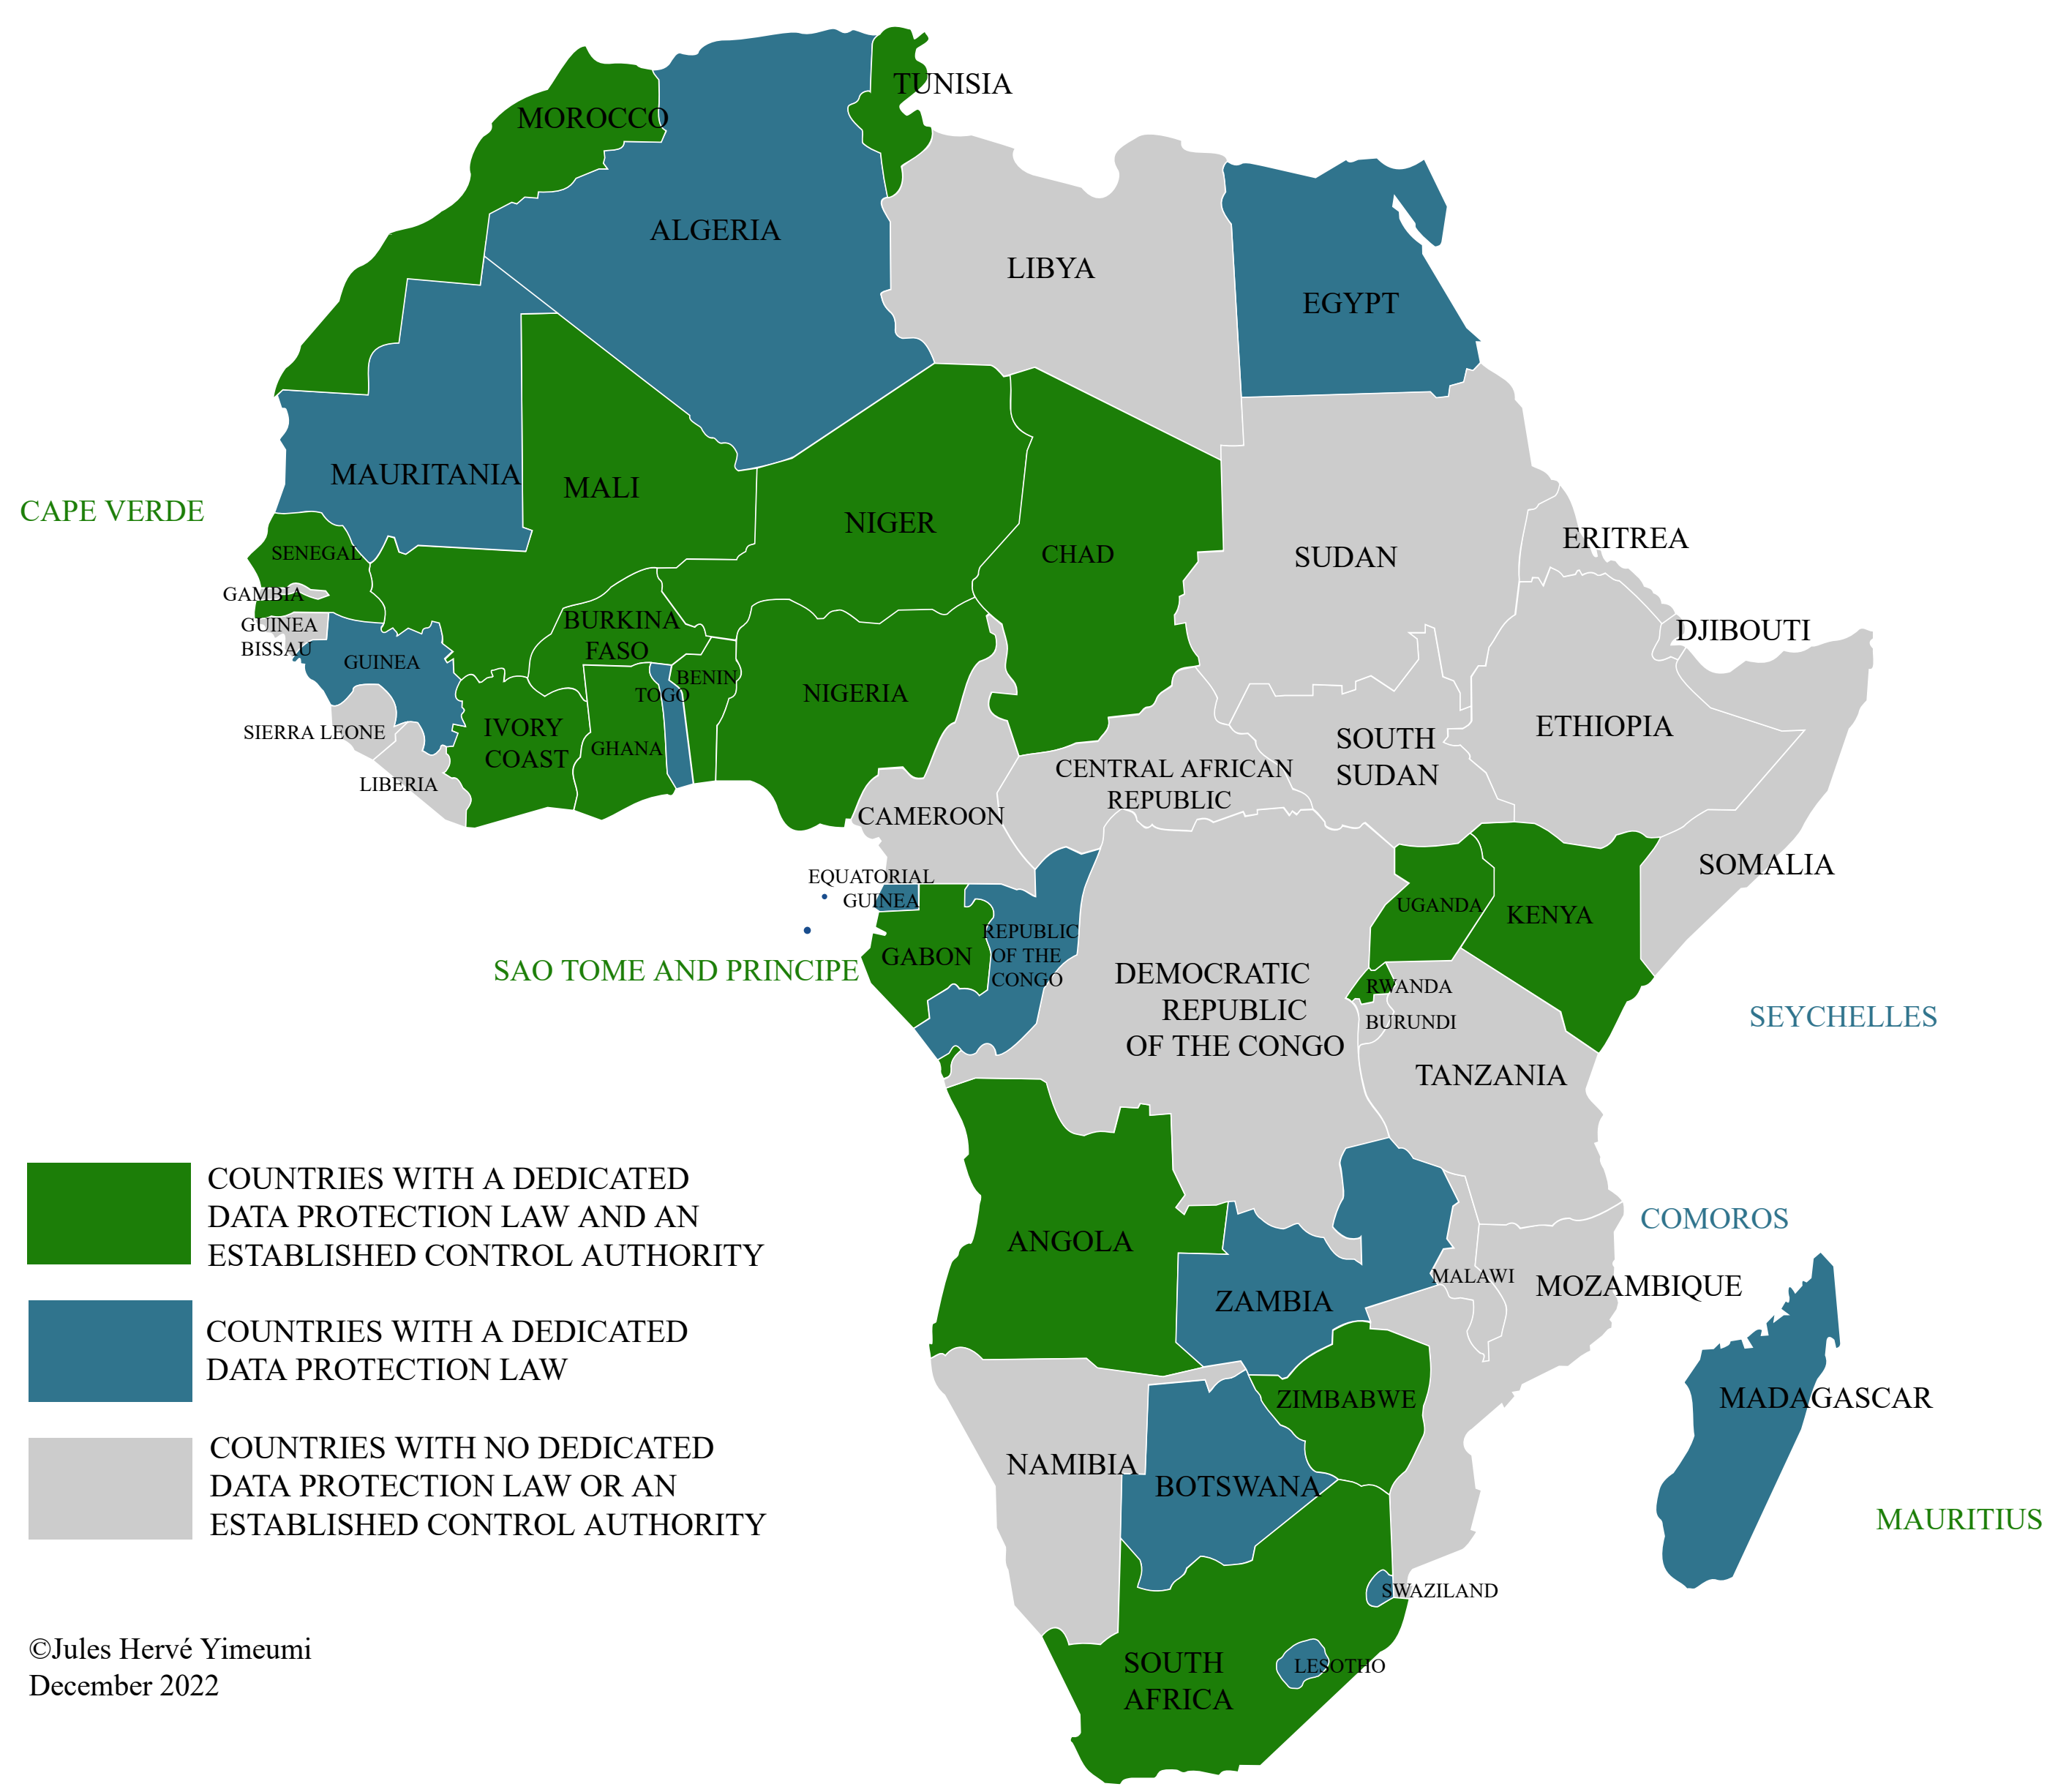 TUNISIA
MOROCCO
ALGERIA
LIBYA
EGYPT
MAURITANIA
MALI
CAPE VERDE
NIGER
CHAD
SUDAN
ERITREA
SENEGAL
GAMBIA
GUINEA
BISSAU
GUINEA
BURKINA
FASO
DJIBOUTI
BENIN
TOGO
NIGERIA
SIERRA LEONE
IVORY
COAST
GHANA
LIBERIA
ETHIOPIA
SOUTH
SUDAN
CENTRAL AFRICAN
REPUBLIC
CAMEROON
SOMALIA
EQUATORIAL
GUINEA
UGANDA
KENYA
REPUBLIC
OF THE
CONGO
GABON
SAO TOME AND PRINCIPE
DEMOCRATIC
REPUBLIC
OF THE CONGO
RWANDA
BURUNDI
SEYCHELLES
TANZANIA
COMOROS
ANGOLA
MALAWI
MOZAMBIQUE
ZAMBIA
MADAGASCAR
ZIMBABWE
NAMIBIA
BOTSWANA
MAURITIUS
SWAZILAND
SOUTH
AFRICA
LESOTHO
COUNTRIES WITH A DEDICATED
DATA PROTECTION LAW AND AN
ESTABLISHED CONTROL AUTHORITY
COUNTRIES WITH A DEDICATED
DATA PROTECTION LAW
COUNTRIES WITH NO DEDICATED
DATA PROTECTION LAW OR AN
ESTABLISHED CONTROL AUTHORITY
©Jules Hervé Yimeumi
December 2022